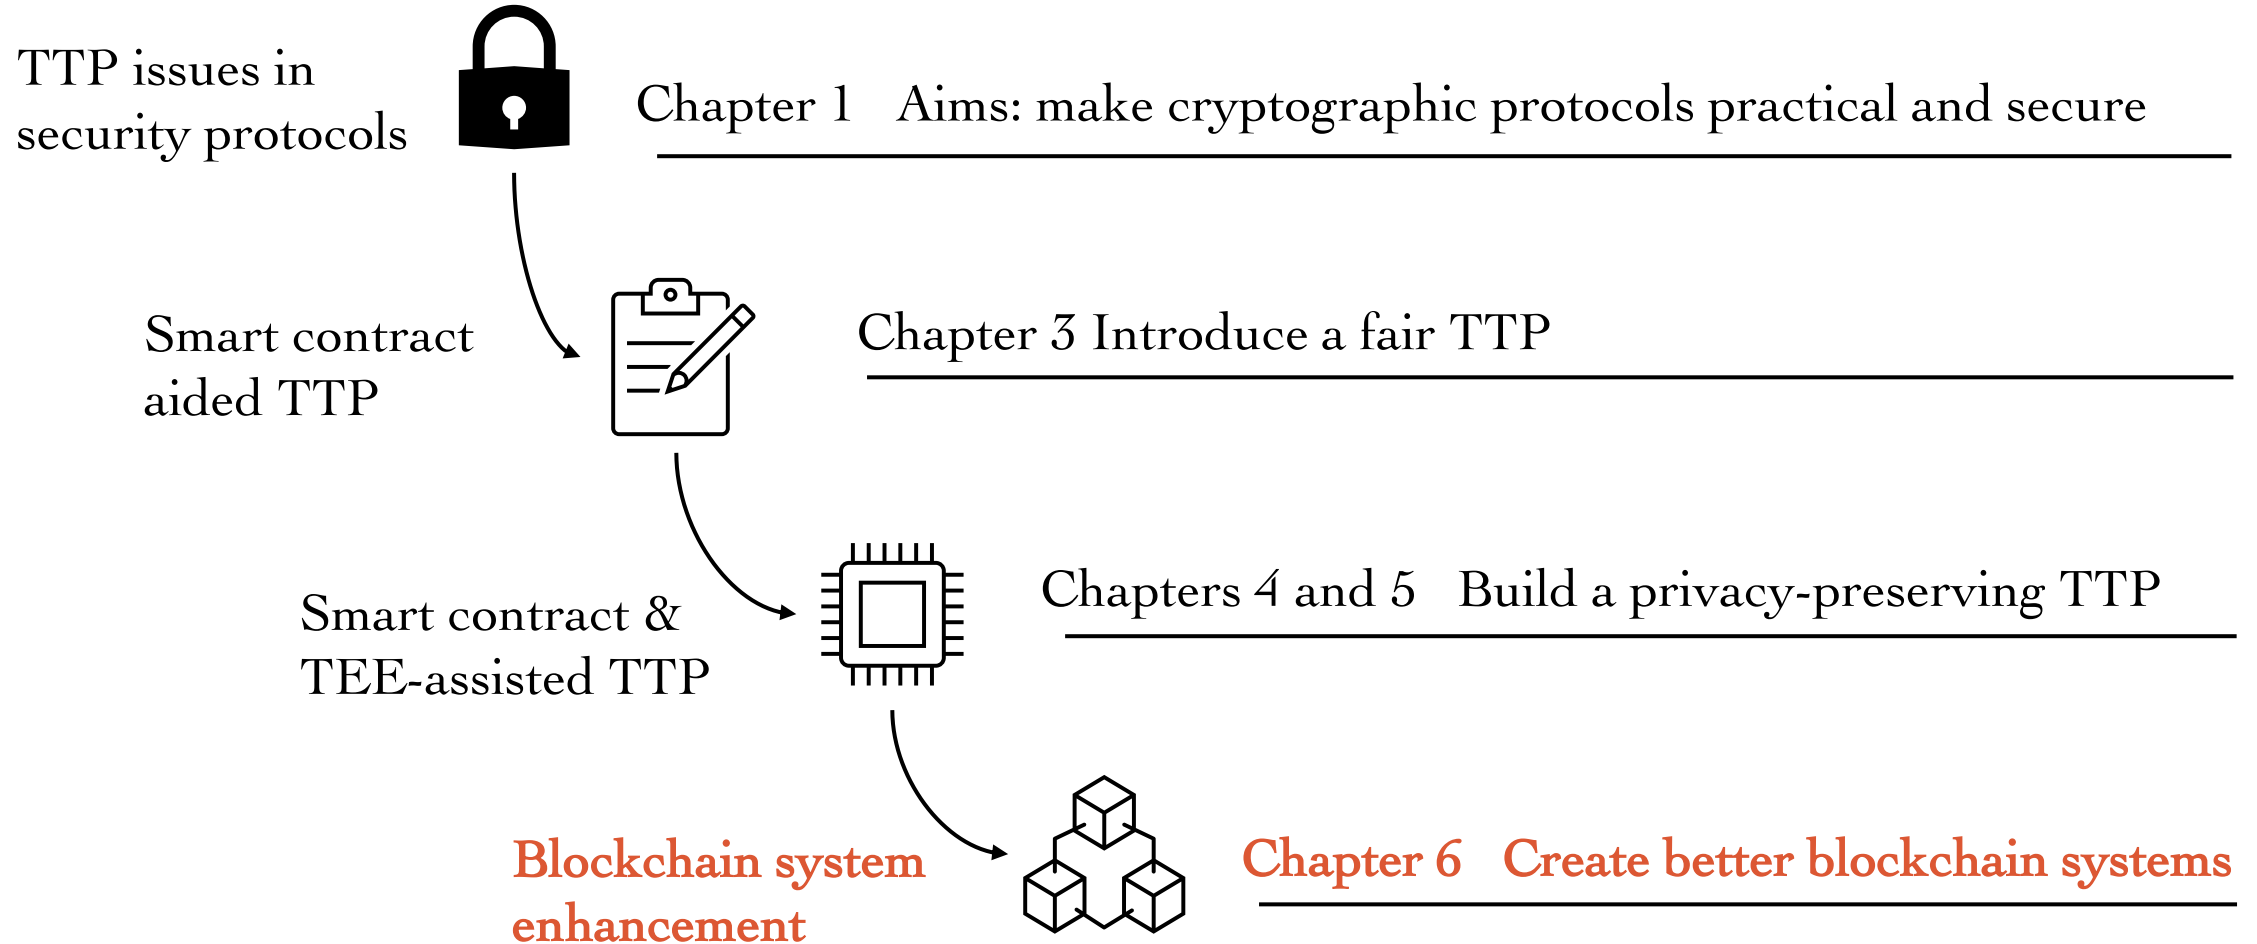 TTP issues in
security protocols
Chapter 1 Aims: make cryptographic protocols practical and secure
Smart contract
aided TTP
Chapter 3 Introduce a fair TTP
Smart contract &
TEE-assisted TTP
Chapters 4 and 5 Build a privacy-preserving TTP
Blockchain system
enhancement
Chapter 6 Create better blockchain systems